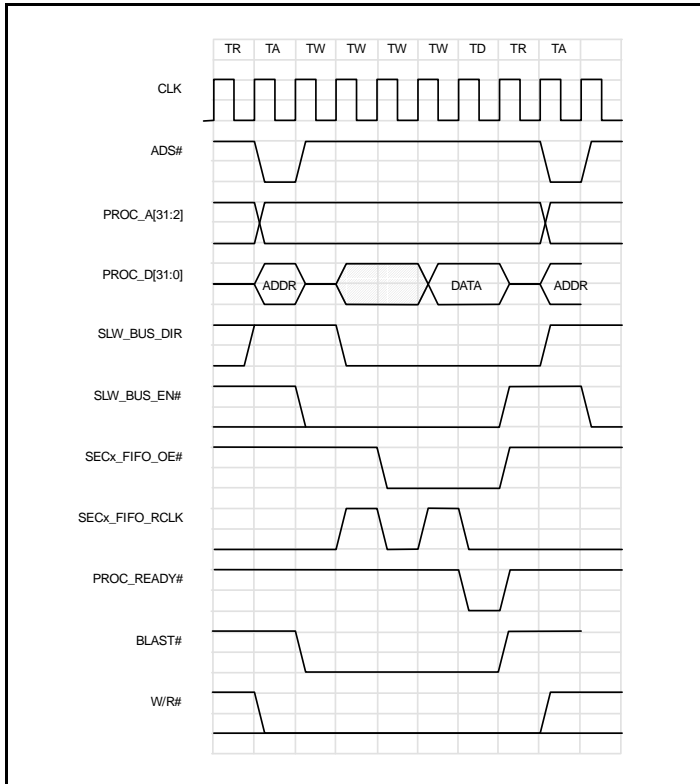 TR TA TW TW TW TW TD TR TA
CLK
ADS#
PROC_A[31:2]
PROC_D[31:0]
ADDR DATA ADDR
SLW_BUS_DIR
SLW_BUS_EN#
SECx_FIFO_OE#
SECx_FIFO_RCLK
PROC_READY#
BLAST#
W/R#